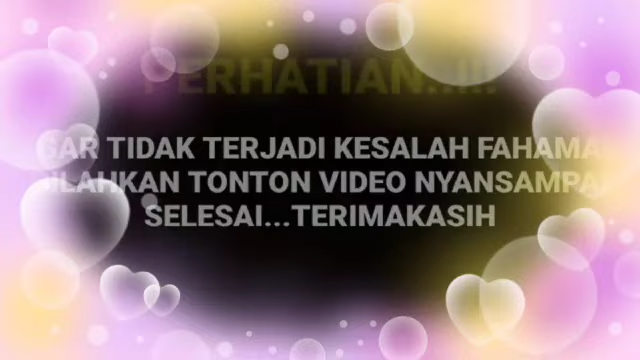 PERHATIAN..!!!
GAR TIDAK TERJADI KESALAH FAHAMA
ILAHKAN TONTON VIDEO NYANSAMPA
SELESAI...TERIMAKASIH